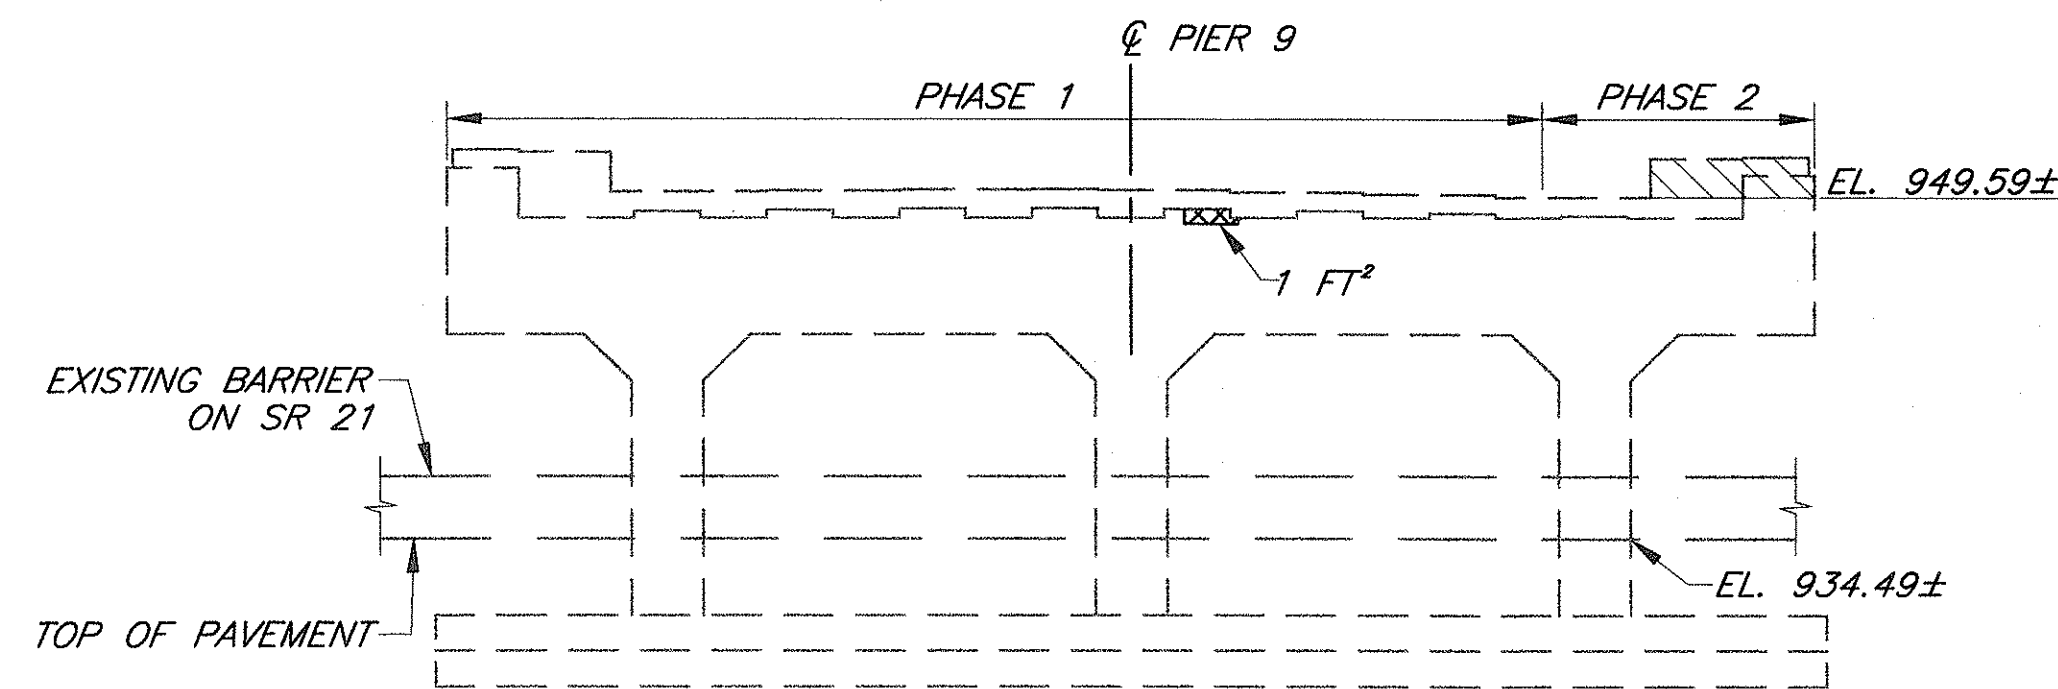 ℄ PIER 9
PHASE 1
PHASE 2
EL. 949.59±
1 FT²
EXISTING BARRIER
ON SR 21
EL. 934.49±
TOP OF PAVEMENT